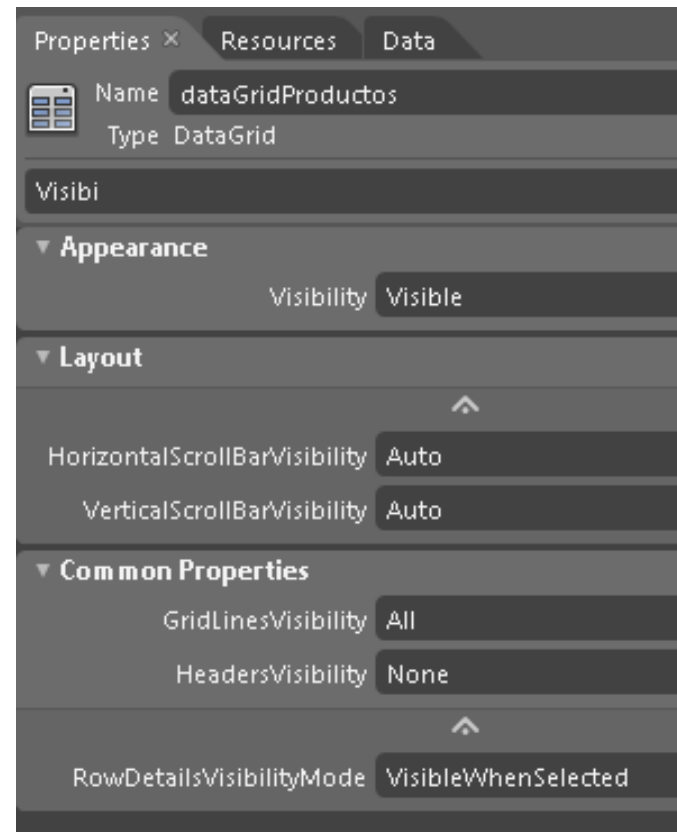 Properties × Resources Data
Name dataGridProductos
Type DataGrid
Visibi
Appearance
Visibility Visible
Layout
HorizontalScrollBarVisibility Auto
VerticalScrollBarVisibility Auto
Common Properties
GridLinesVisibility All
HeadersVisibility None
RowDetailsVisibilityMode VisibleWhenSelected